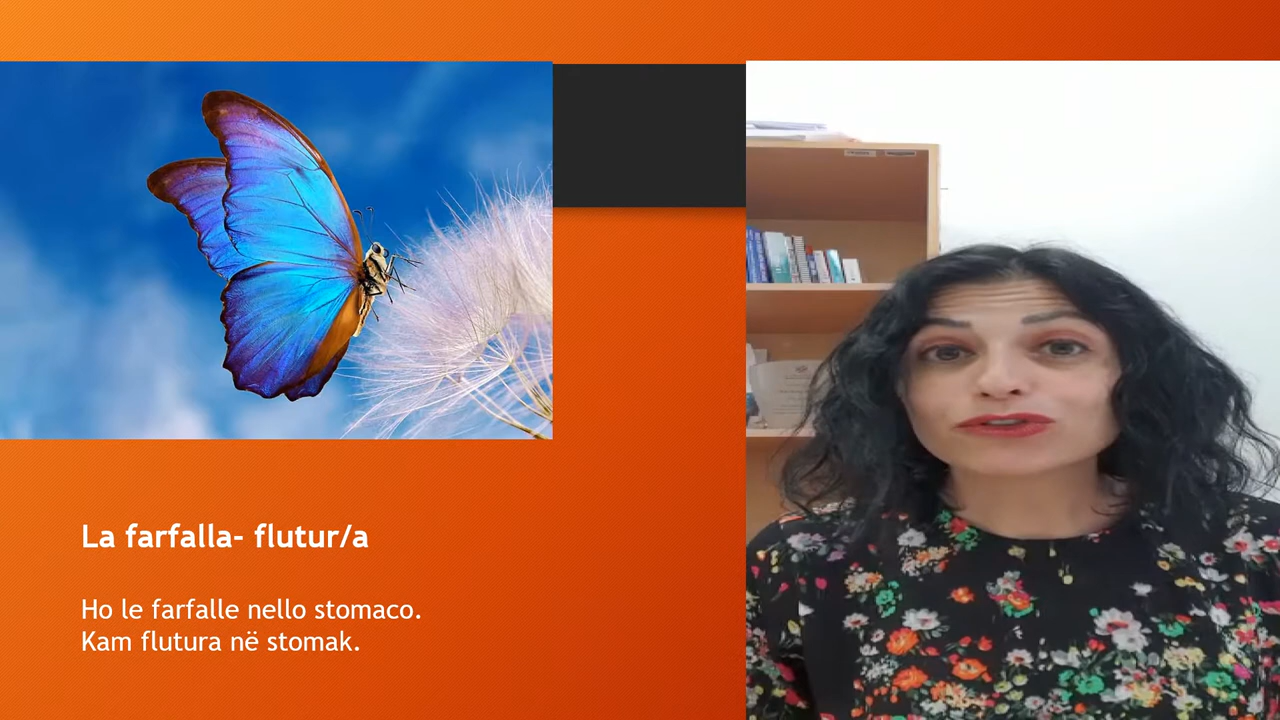 La farfalla- flutur/a
Ho le farfalle nello stomaco.
Kam flutura në stomak.